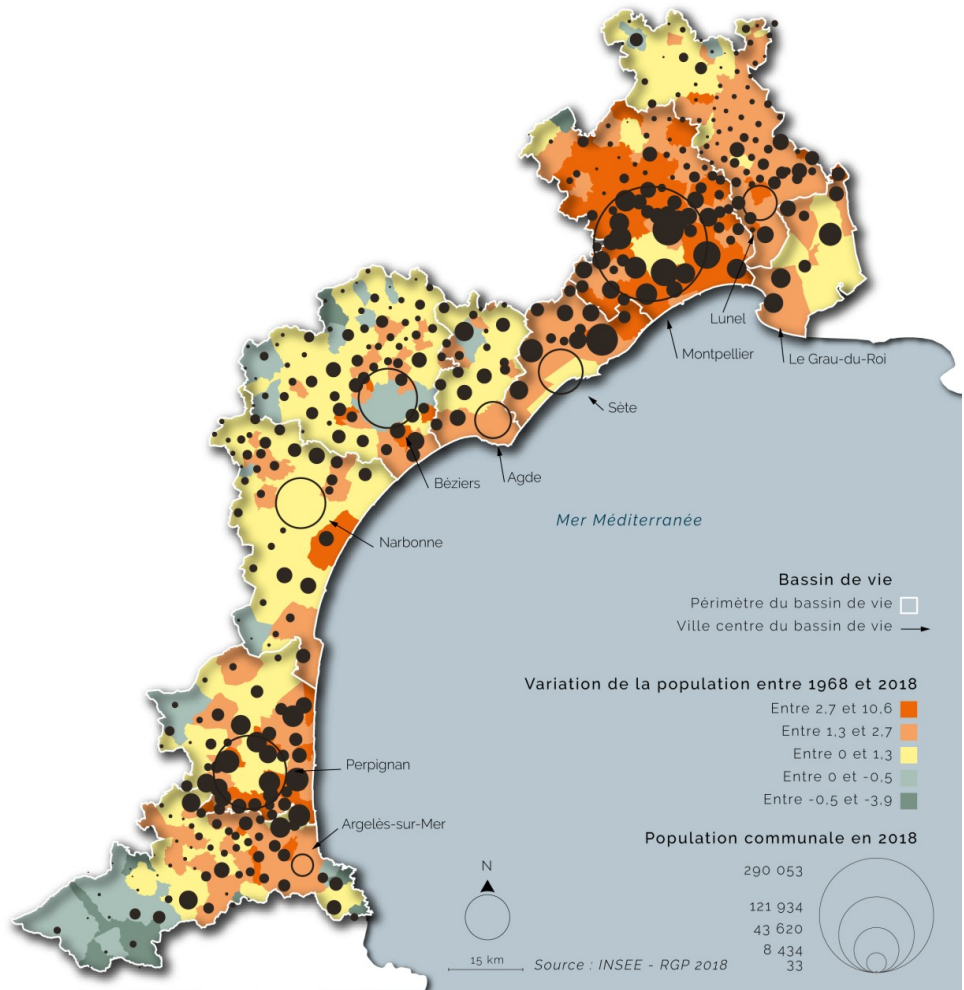 Lunel
Montpellier
Le Grau-du-Roi
Sète
Agde
Béziers
Mer Méditerranée
Narbonne
Bassin de vie
Périmètre du bassin de vie
Ville centre du bassin de vie
Variation de la population entre 1968 et 2018
Entre 2,7 et 10,6
Entre 1,3 et 2,7
Entre 0 et 1,3
Entre 0 et -0,5
Entre -0,5 et -3,9
Perpignan
Argelès-sur-Mer
Population communale en 2018
290 053
121 934
43 620
8 434
33
N
15 km
Source : INSEE - RGP 2018